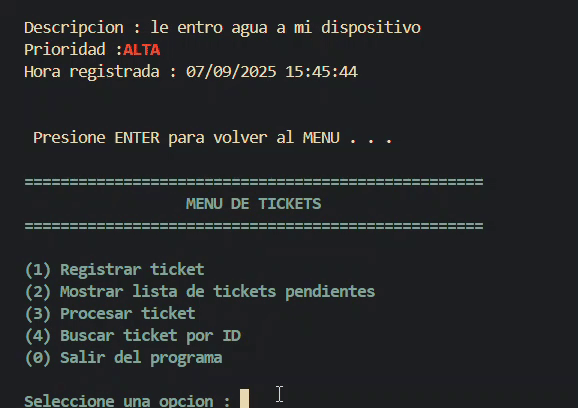 Descripcion : le entro agua a mi dispositivo
Prioridad :ALTA
Hora registrada : 07/09/2025 15:45:44
Presione ENTER para volver al MENU . . .
===================================================
MENU DE TICKETS
===================================================
(1) Registrar ticket
(2) Mostrar lista de tickets pendientes
(3) Procesar ticket
(4) Buscar ticket por ID
(0) Salir del programa
Seleccione una opcion :